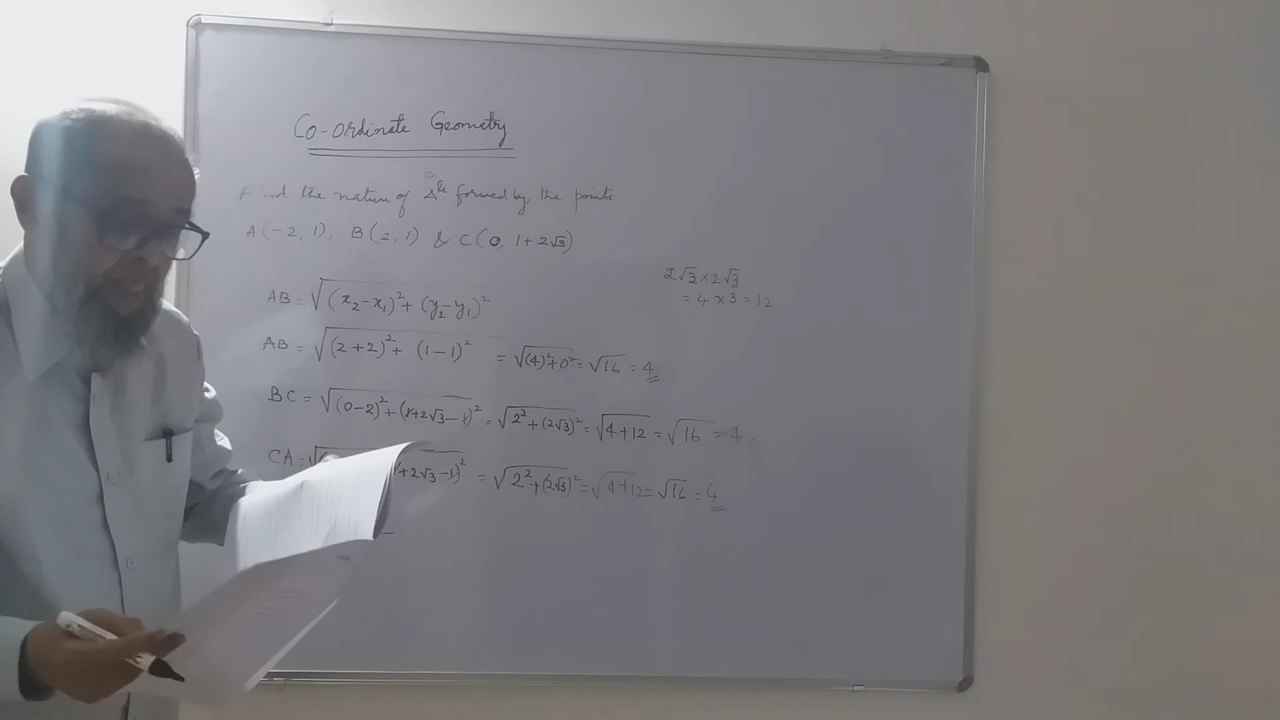 Co-ordinate Geometry
Find the nature of Δle formed by the points
A(-2, 1), B(2, 1) & C(0, 1+2√3)
2√3 × 2√3
= 4 × 3 = 12
AB = √(x₂-x₁)² + (y₂-y₁)²
AB = √(2+2)² + (1-1)² = √(4)²+0² = √16 = 4
BC = √(0-2)² + (1+2√3-1)² = √2²+(2√3)² = √4+12 = √16 = 4
CA = √( +2√3-1)² = √2²+(2√3)² = √4+12 = √16 = 4